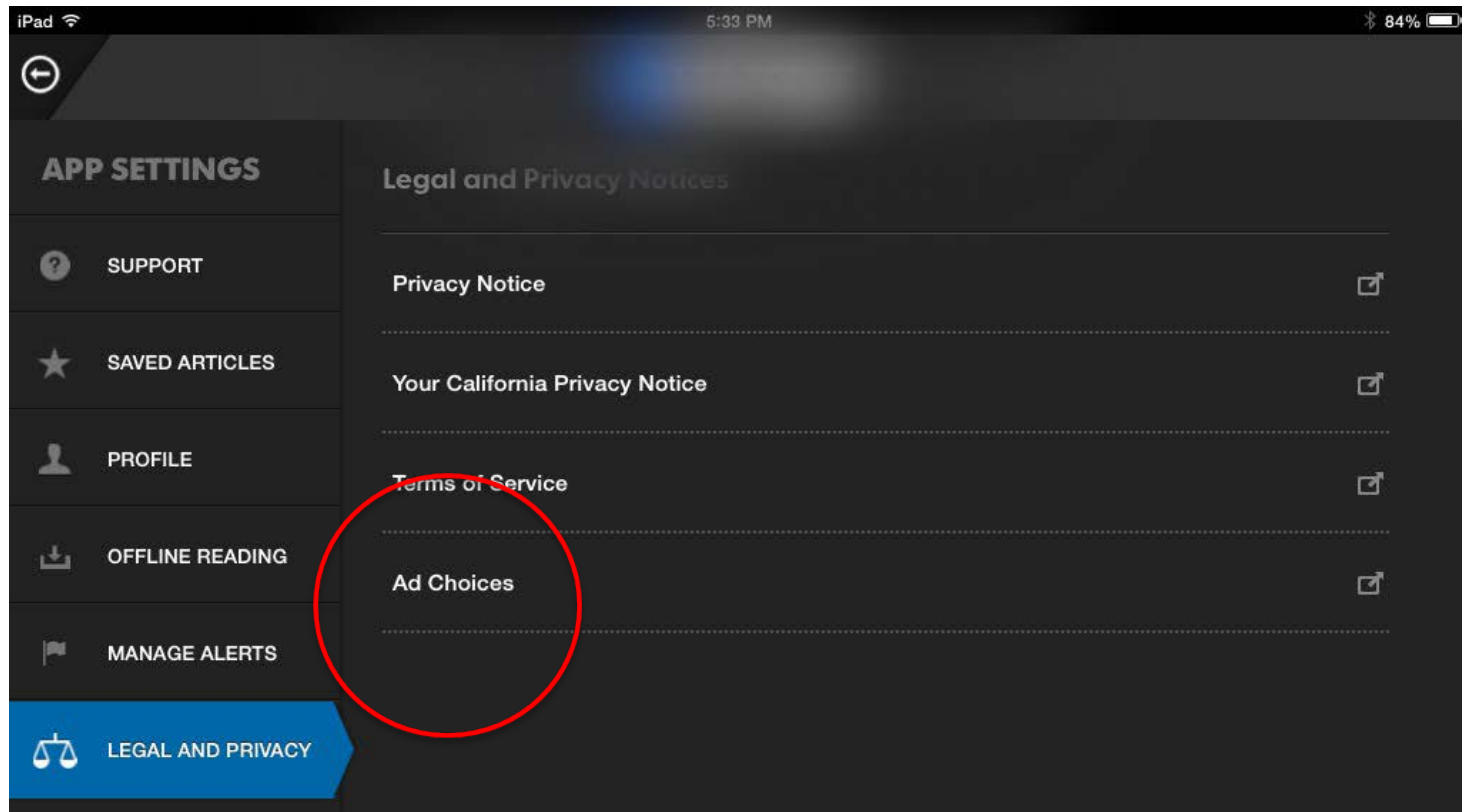 iPad 5:33 PM 84%
APP SETTINGS
SUPPORT
SAVED ARTICLES
PROFILE
OFFLINE READING
MANAGE ALERTS
LEGAL AND PRIVACY
Legal and Privacy Notices
Privacy Notice
Your California Privacy Notice
Terms of Service
Ad Choices